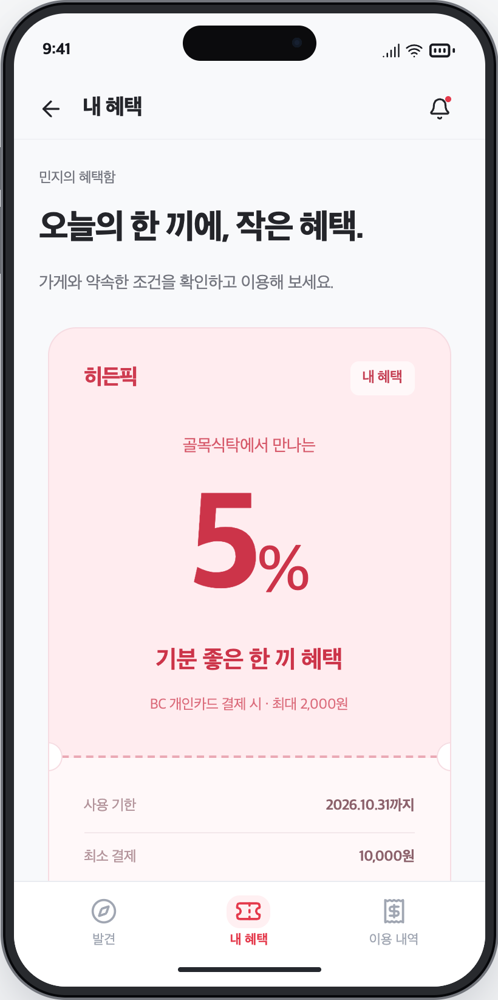 9:41
내 혜택
민지의 혜택함
오늘의 한 끼에, 작은 혜택.
가게와 약속한 조건을 확인하고 이용해 보세요.
히든픽
내 혜택
골목식탁에서 만나는
5%
기분 좋은 한 끼 혜택
BC 개인카드 결제 시 · 최대 2,000원
사용 기한 2026.10.31까지
최소 결제 10,000원
발견 내 혜택 이용 내역